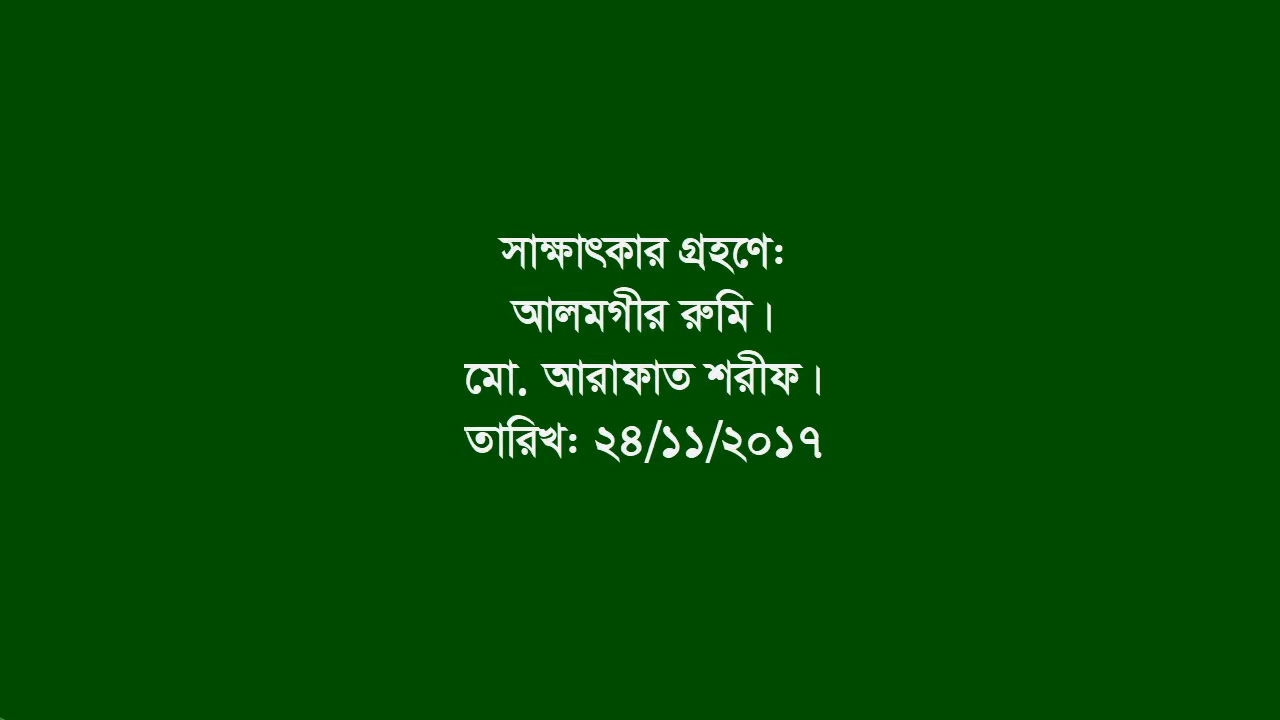 সাক্ষাৎকার গ্রহণে:
আলমগীর রুমি।
মো. আরাফাত শরীফ।
তারিখ: ২৪/১১/২০১৭